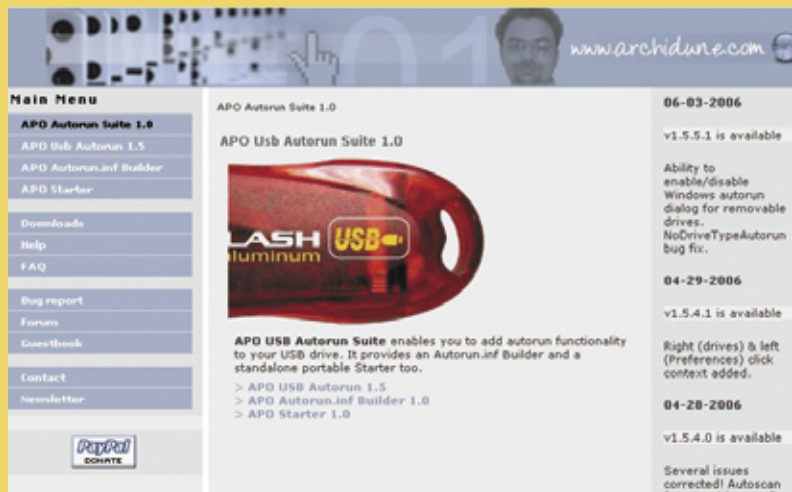 01
www.archidune.com
Main Menu
APO Autorun Suite 1.0
APO Usb Autorun 1.5
APO Autorun.inf Builder
APO Starter
Downloads
Help
FAQ
Bug report
Forum
Guestbook
Contact
Newsletter
PayPal
DONATE
APO Autorun Suite 1.0
APO Usb Autorun Suite 1.0
LASH
luminum
USB
APO USB Autorun Suite enables you to add autorun functionality
to your USB drive. It provides an Autorun.inf Builder and a
standalone portable Starter too.
> APO USB Autorun 1.5
> APO Autorun.inf Builder 1.0
> APO Starter 1.0
06-03-2006
v1.5.5.1 is available
Ability to
enable/disable
Windows autorun
dialog for removable
drives.
NoDriveTypeAutorun
bug fix.
04-29-2006
v1.5.4.1 is available
Right (drives) & left
(Preferences) click
context added.
04-28-2006
v1.5.4.0 is available
Several issues
corrected! Autoscan